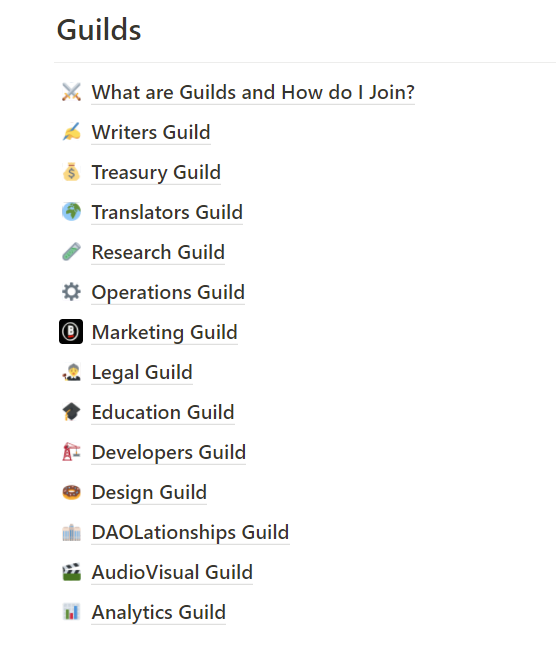 Guilds
What are Guilds and How do I Join?
Writers Guild
Treasury Guild
Translators Guild
Research Guild
Operations Guild
B Marketing Guild
Legal Guild
Education Guild
Developers Guild
Design Guild
DAOLationships Guild
AudioVisual Guild
Analytics Guild